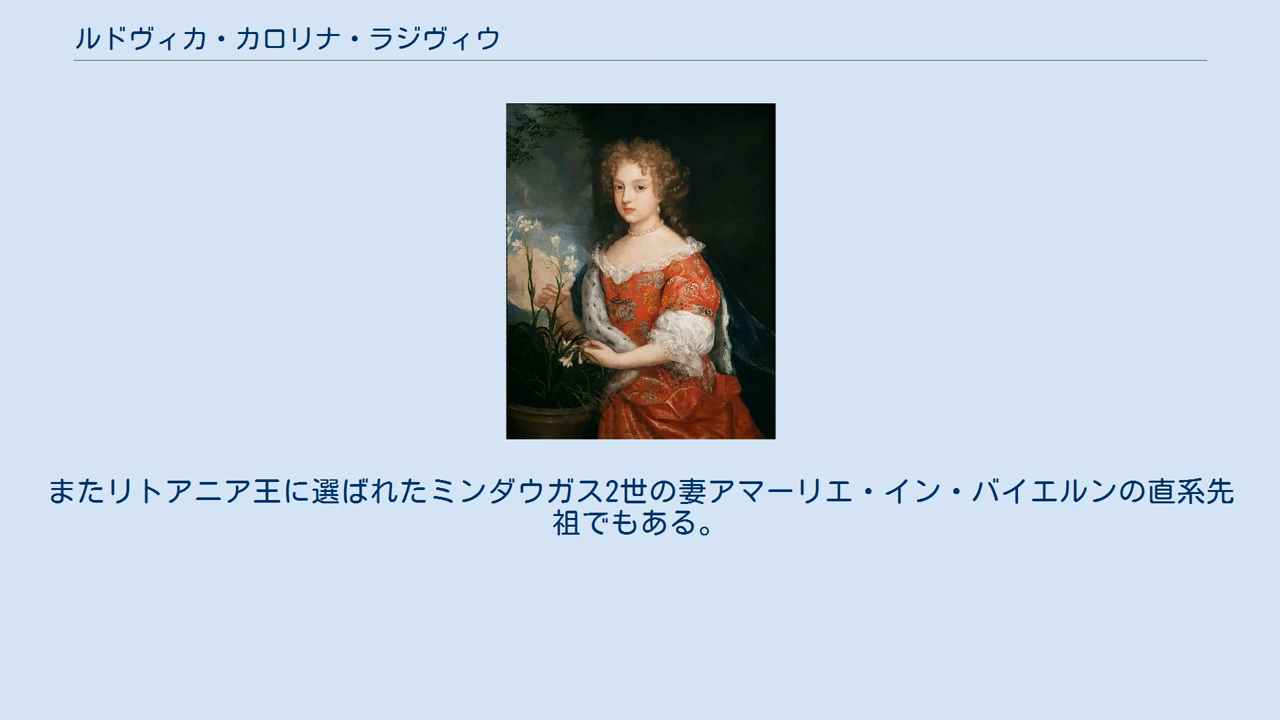 ルドヴィカ・カロリナ・ラジヴィウ
またリトアニア王に選ばれたミンダウガス2世の妻アマーリエ・イン・バイエルンの直系先
祖でもある。